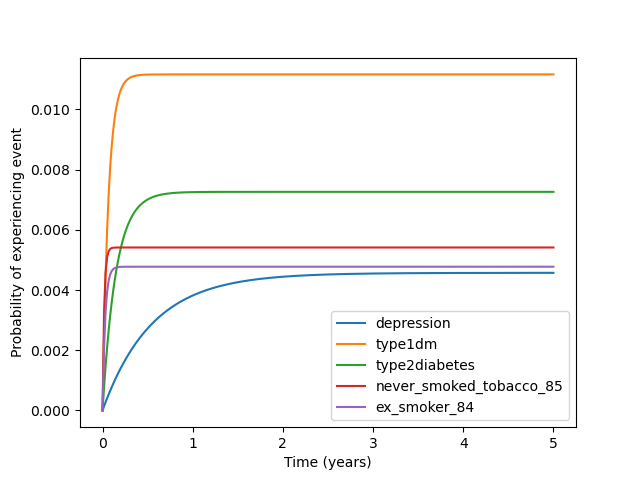 Probability of experiencing event
0.010
0.008
0.006
0.004
0.002
0.000
depression
type1dm
type2diabetes
never_smoked_tobacco_85
ex_smoker_84
0 1 2 3 4 5
Time (years)